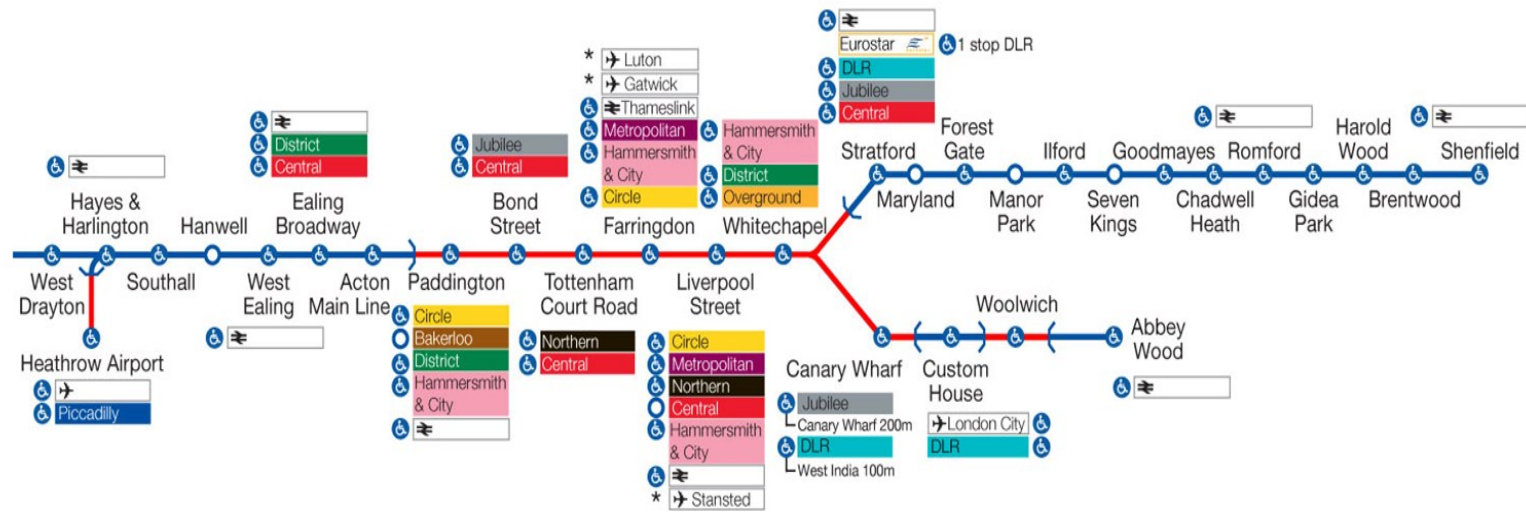 Luton
Gatwick
Thameslink
Metropolitan
Hammersmith
& City
Circle
Farringdon
Eurostar
1 stop DLR
DLR
Jubilee
Central
Stratford
District
Central
Ealing
Broadway
Jubilee
Central
Bond
Street
Hammersmith
& City
District
Overground
Whitechapel
Forest
Gate
Ilford
Goodmayes
Romford
Harold
Wood
Shenfield
Maryland
Manor
Park
Seven
Kings
Chadwell
Heath
Gidea
Park
Brentwood
Hayes &
Harlington
Hanwell
West
Drayton
Southall
West
Ealing
Acton
Main Line
Paddington
Circle
Bakerloo
District
Hammersmith
& City
Tottenham
Court Road
Northern
Central
Liverpool
Street
Circle
Metropolitan
Northern
Central
Hammersmith
& City
Stansted
Heathrow Airport
Piccadilly
Canary Wharf
Jubilee
Canary Wharf 200m
DLR
West India 100m
Custom
House
London City
DLR
Woolwich
Abbey
Wood